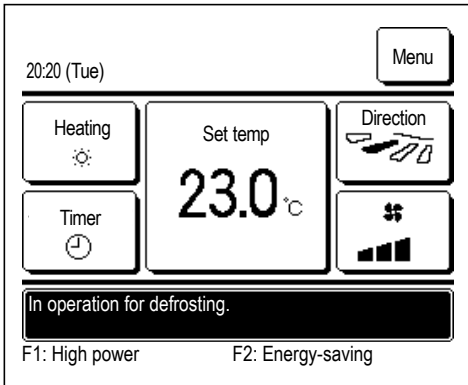 20:20 (Tue)
Menu
Heating
Set temp
Direction
23.0 °C
Timer
In operation for defrosting.
F1: High power
F2: Energy-saving